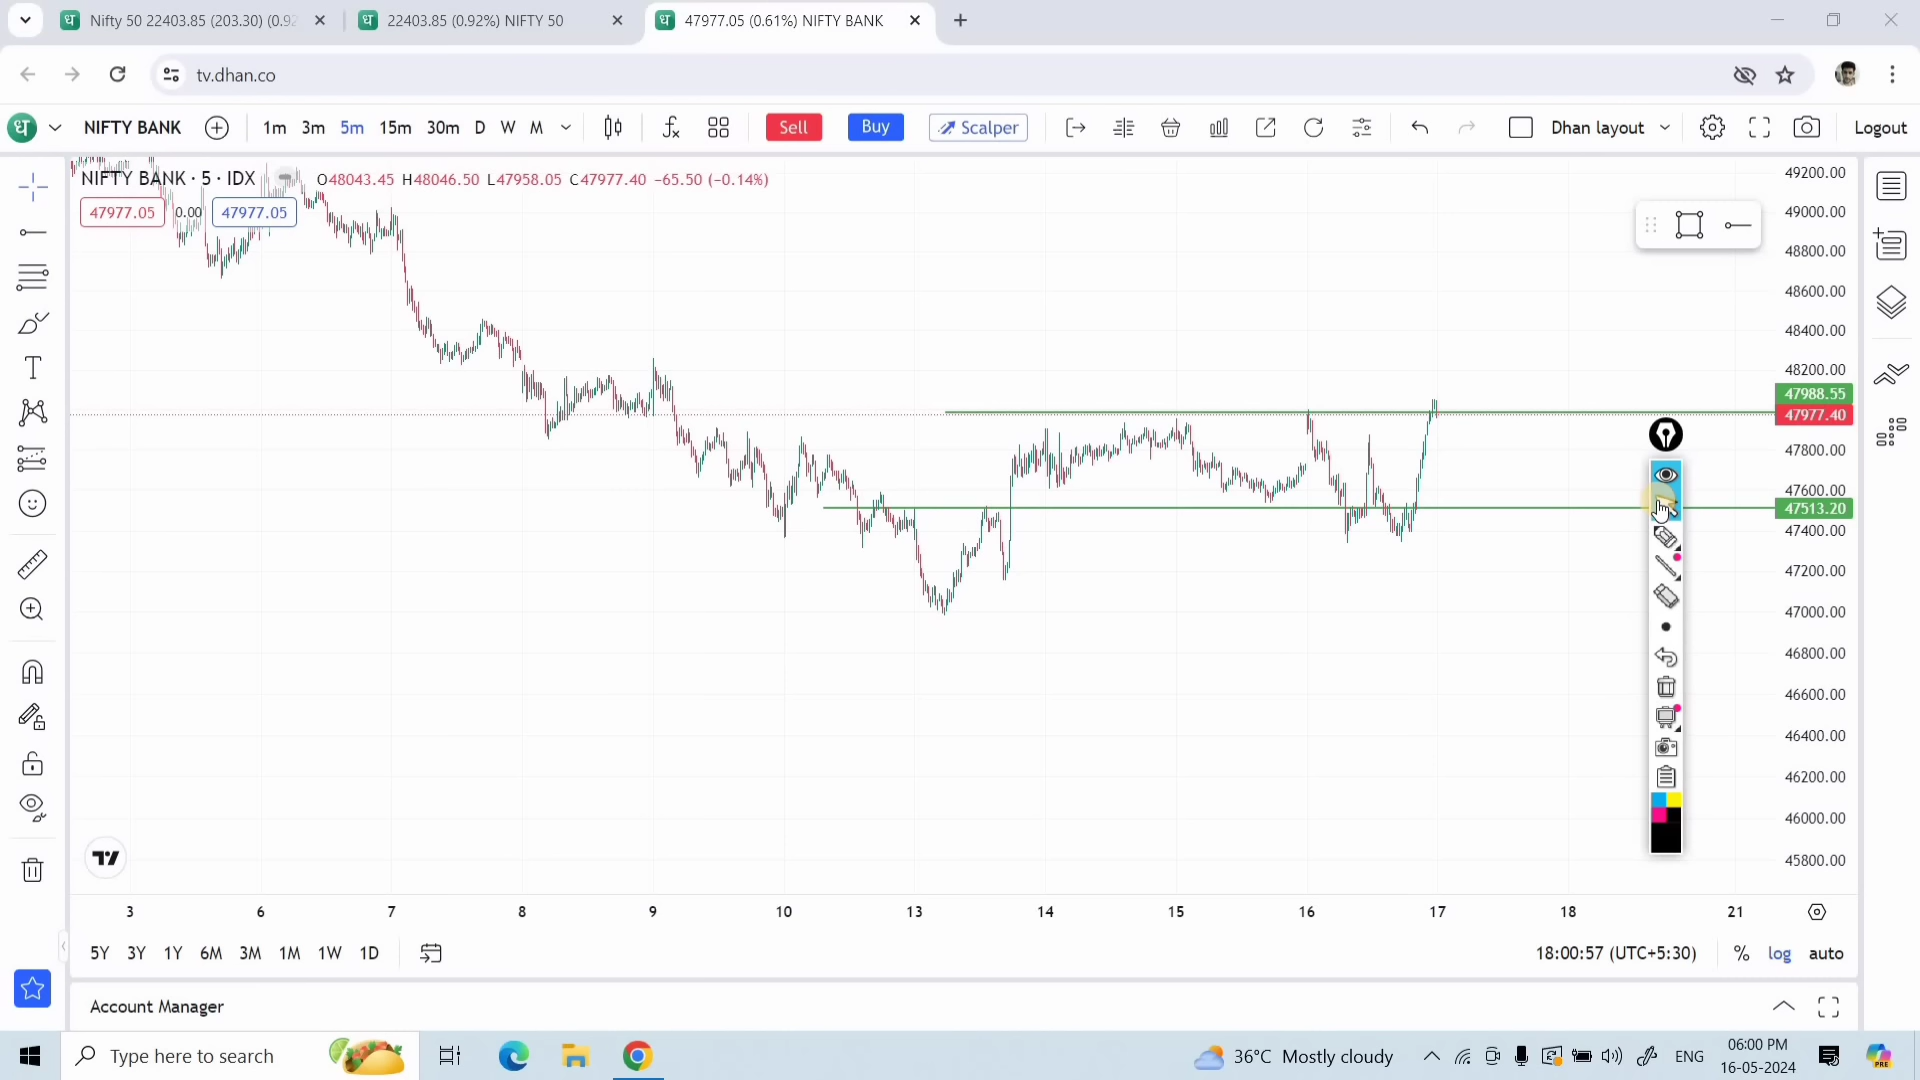 ध Nifty 50 22403.85 (203.30) (0.92
ध 22403.85 (0.92%) NIFTY 50
ध 47977.05 (0.61%) NIFTY BANK
tv.dhan.co
ध NIFTY BANK 1m 3m 5m 15m 30m D W M Sell Buy Scalper Dhan layout Logout
NIFTY BANK · 5 · IDX O48043.45 H48046.50 L47958.05 C47977.40 −65.50 (−0.14%)
47977.05 0.00 47977.05
49200.00
49000.00
48800.00
48600.00
48400.00
48200.00
47988.55
47977.40
47800.00
47600.00
47513.20
47400.00
47200.00
47000.00
46800.00
46600.00
46400.00
46200.00
46000.00
45800.00
3 6 7 8 9 10 13 14 15 16 17 18 21
5Y 3Y 1Y 6M 3M 1M 1W 1D 18:00:57 (UTC+5:30) % log auto
Account Manager
Type here to search 36°C Mostly cloudy ENG 06:00 PM
16-05-2024
PRE